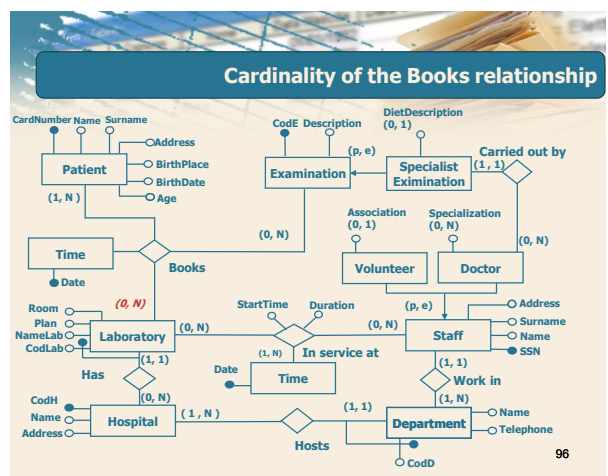 Cardinality of the Books relationship
CardNumber Name Surname
Address
Patient
BirthPlace
BirthDate
Age
(1, N)
CodE Description
DietDescription
(0, 1)
(p, e)
Carried out by
Examination
Specialist
Eximination
(1, 1)
(0, N)
Association
(0, 1)
Specialization
(0, N)
(0, N)
Time
Books
Date
Volunteer
Doctor
(0, N)
(p, e)
Room
Plan
NameLab
CodLab
Laboratory
(0, N)
StartTime
Duration
(0, N)
Staff
Address
Surname
Name
SSN
(1, 1)
Has
Date
(1, N)
In service at
Time
(1, 1)
Work in
(0, N)
(1, N)
CodH
Name
Address
Hospital
(1, N)
Hosts
(1, 1)
Department
Name
Telephone
CodD
96